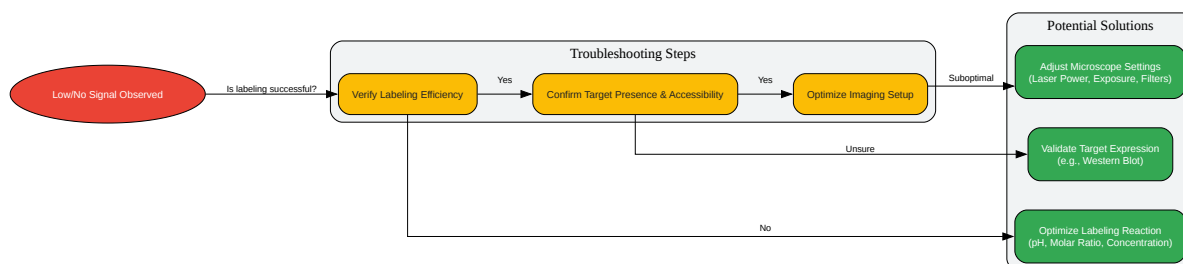 Potential Solutions
Troubleshooting Steps
Low/No Signal Observed
Is labeling successful?
Verify Labeling Efficiency
Yes
Confirm Target Presence & Accessibility
Yes
Optimize Imaging Setup
Suboptimal
Adjust Microscope Settings
(Laser Power, Exposure, Filters)
Unsure
Validate Target Expression
(e.g., Western Blot)
No
Optimize Labeling Reaction
(pH, Molar Ratio, Concentration)